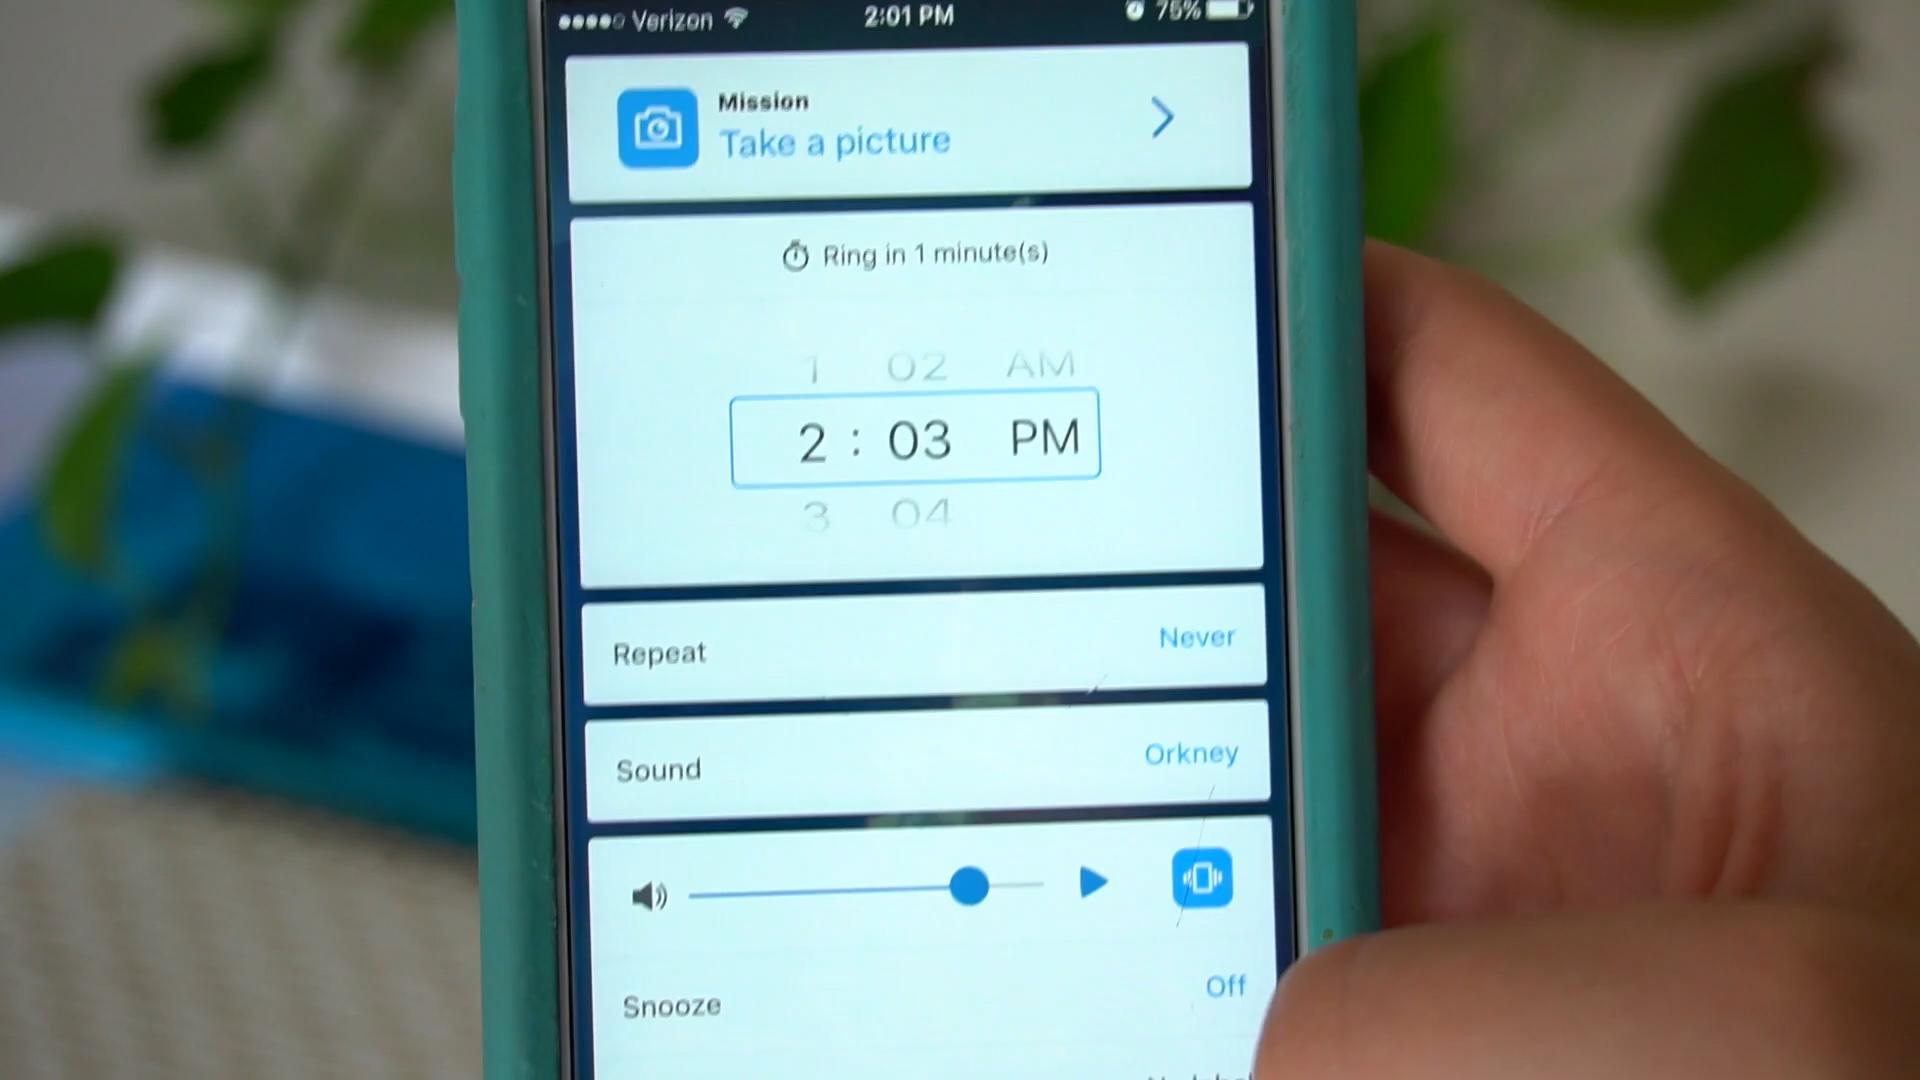 Verizon 2:01 PM 75%
Mission
Take a picture
Ring in 1 minute(s)
1 02 AM
2 : 03 PM
3 04
Repeat Never
Sound Orkney
Snooze Off